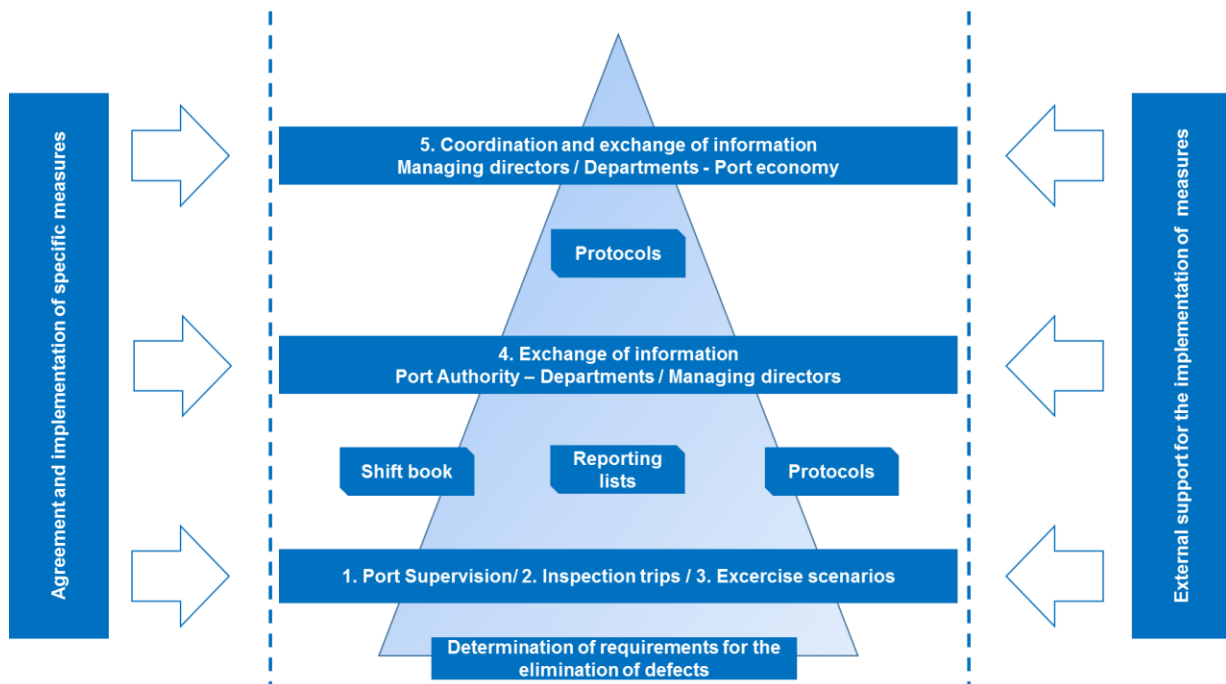 Agreement and implementation of specific measures
5. Coordination and exchange of information
Managing directors / Departments - Port economy
Protocols
4. Exchange of information
Port Authority – Departments / Managing directors
Shift book
Reporting
lists
Protocols
1. Port Supervision/ 2. Inspection trips / 3. Excercise scenarios
Determination of requirements for the
elimination of defects
External support for the implementation of measures